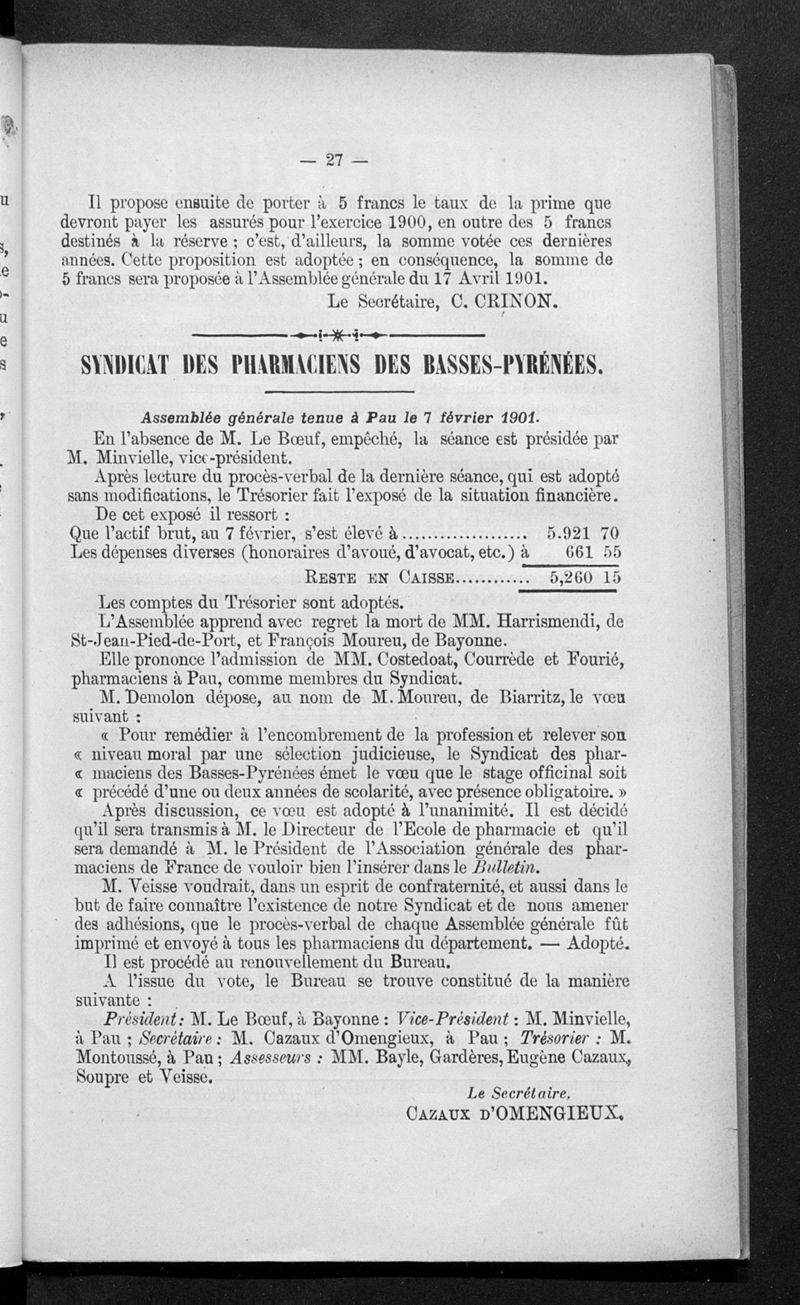 — 27 —
Il propose ensuite de porter à 5 francs le taux de la prime que
devront payer les assurés pour l'exercice 1900, en outre des 5 francs
destinés à la réserve ; c'est, d'ailleurs, la somme votée ces dernières
années. Cette proposition est adoptée ; en conséquence, la somme de
5 francs sera proposée à l'Assemblée générale du 17 Avril 1901.
Le Secrétaire, C. CRINON.
SYNDICAT DES PHARMACIENS DES BASSES-PYRÉNÉES.
Assemblée générale tenue à Pau le 7 février 1901.
En l'absence de M. Le Bœuf, empêché, la séance est présidée par
M. Minvielle, vice-président.
Après lecture du procès-verbal de la dernière séance, qui est adopté
sans modifications, le Trésorier fait l'exposé de la situation financière.
De cet exposé il ressort :
Que l'actif brut, au 7 février, s'est élevé à .................... 5.921 70
Les dépenses diverses (honoraires d'avoué, d'avocat, etc.) à 661 55
RESTE EN CAISSE............ 5,260 15
Les comptes du Trésorier sont adoptés.
L'Assemblée apprend avec regret la mort de MM. Harrismendi, de
St-Jean-Pied-de-Port, et François Moureu, de Bayonne.
Elle prononce l'admission de MM. Costedoat, Courrède et Fourié,
pharmaciens à Pau, comme membres du Syndicat.
M. Demolon dépose, au nom de M. Moureu, de Biarritz, le vœu
suivant :
« Pour remédier à l'encombrement de la profession et relever son
« niveau moral par une sélection judicieuse, le Syndicat des phar-
« maciens des Basses-Pyrénées émet le vœu que le stage officinal soit
« précédé d'une ou deux années de scolarité, avec présence obligatoire. »
Après discussion, ce vœu est adopté à l'unanimité. Il est décidé
qu'il sera transmis à M. le Directeur de l'Ecole de pharmacie et qu'il
sera demandé à M. le Président de l'Association générale des phar-
maciens de France de vouloir bien l'insérer dans le Bulletin.
M. Veisse voudrait, dans un esprit de confraternité, et aussi dans le
but de faire connaître l'existence de notre Syndicat et de nous amener
des adhésions, que le procès-verbal de chaque Assemblée générale fût
imprimé et envoyé à tous les pharmaciens du département. — Adopté.
Il est procédé au renouvellement du Bureau.
A l'issue du vote, le Bureau se trouve constitué de la manière
suivante :
Président : M. Le Bœuf, à Bayonne : Vice-Président : M. Minvielle,
à Pau ; Secrétaire : M. Cazaux d'Omengieux, à Pau ; Trésorier : M.
Montoussé, à Pau ; Assesseurs : MM. Bayle, Gardères, Eugène Cazaux,
Soupre et Veisse.
Le Secrétaire,
CAZAUX D'OMENGIEUX.